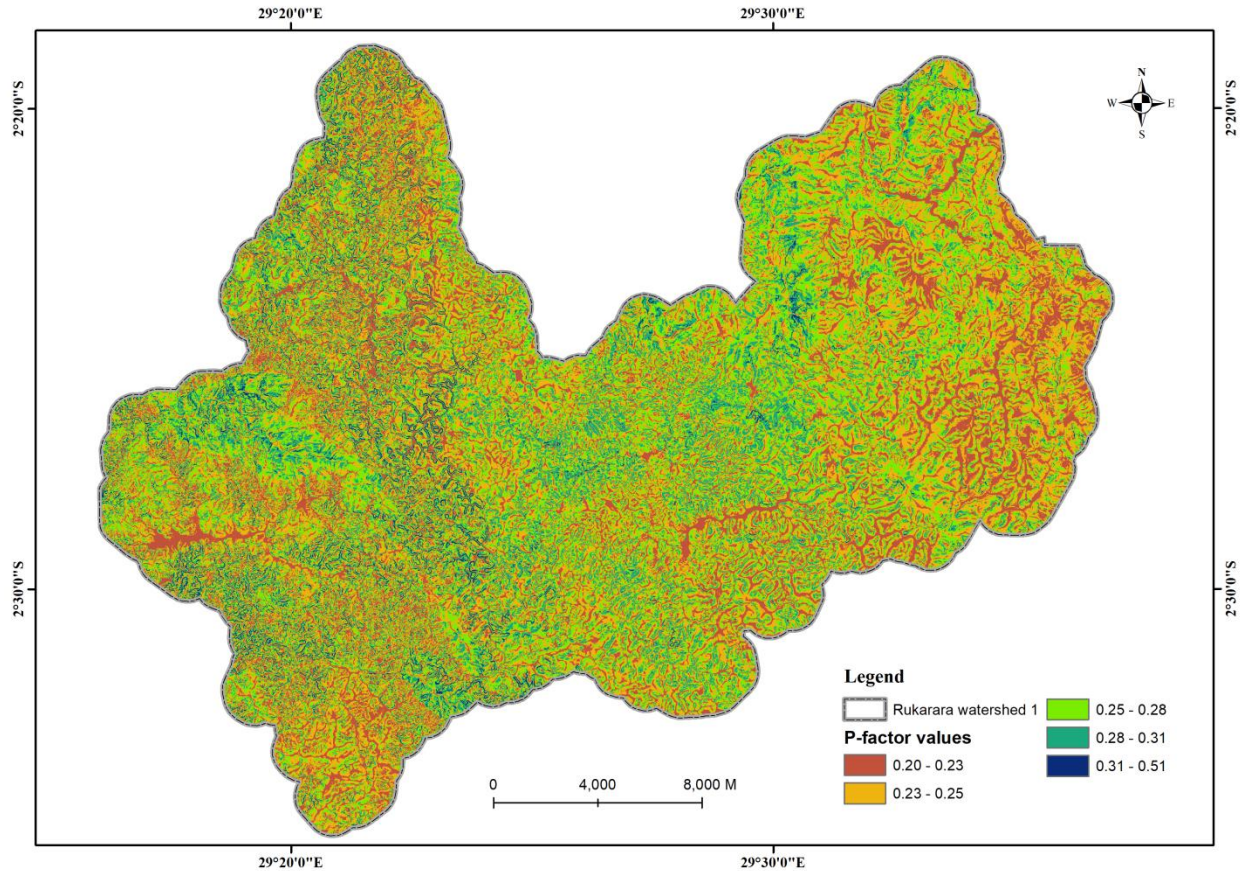 29°20'0"E
29°30'0"E
2°20'0"S
2°20'0"S
N
W
E
S
2°30'0"S
2°30'0"S
Legend
Rukarara watershed 1
P-factor values
0.20 - 0.23
0.23 - 0.25
0.25 - 0.28
0.28 - 0.31
0.31 - 0.51
0
4,000
8,000 M
29°20'0"E
29°30'0"E